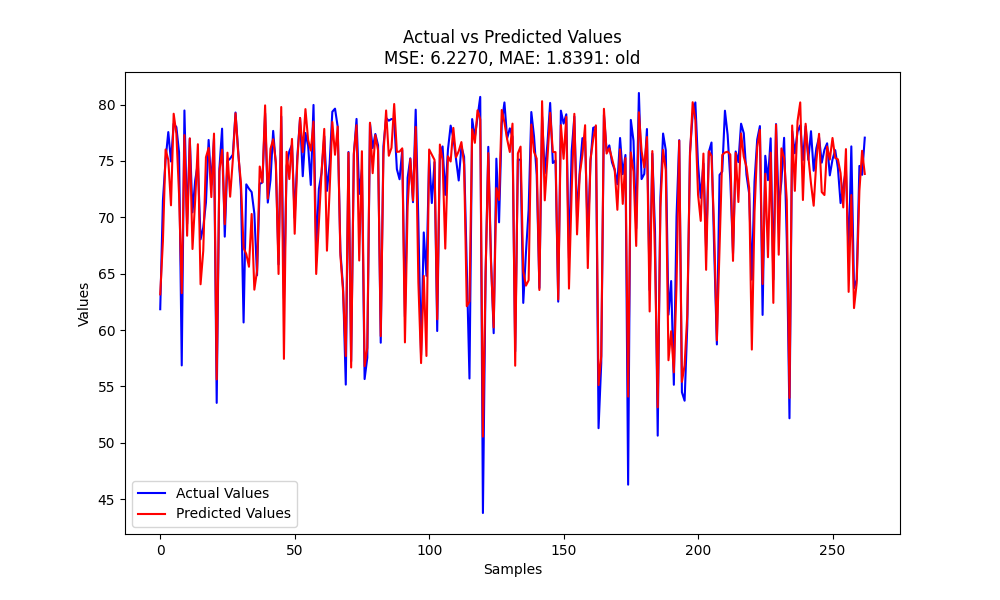 Actual vs Predicted Values
MSE: 6.2270, MAE: 1.8391: old
Values
80
75
70
65
60
55
50
45
Actual Values
Predicted Values
0 50 100 150 200 250
Samples